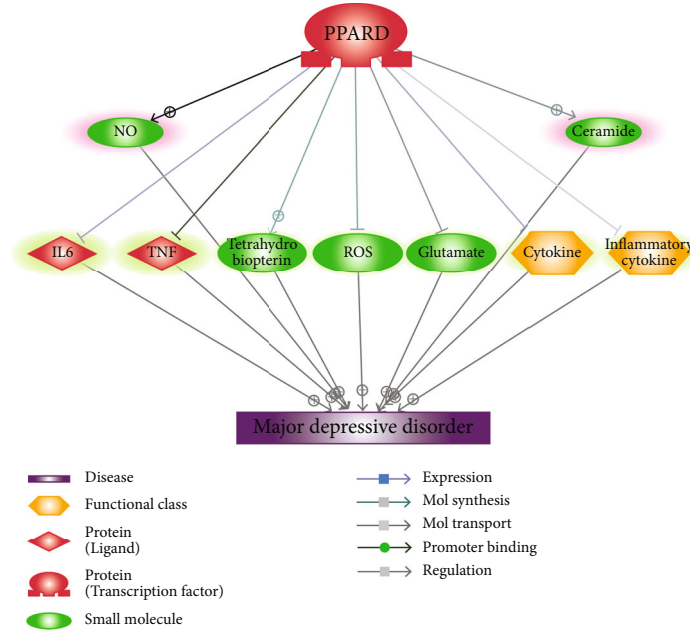 PPARD
NO
Ceramide
IL6
TNF
Tetrahydro
biopterin
ROS
Glutamate
Cytokine
Inflammatory
cytokine
Major depressive disorder
Disease
Functional class
Protein
(Ligand)
Protein
(Transcription factor)
Small molecule
Expression
Mol synthesis
Mol transport
Promoter binding
Regulation